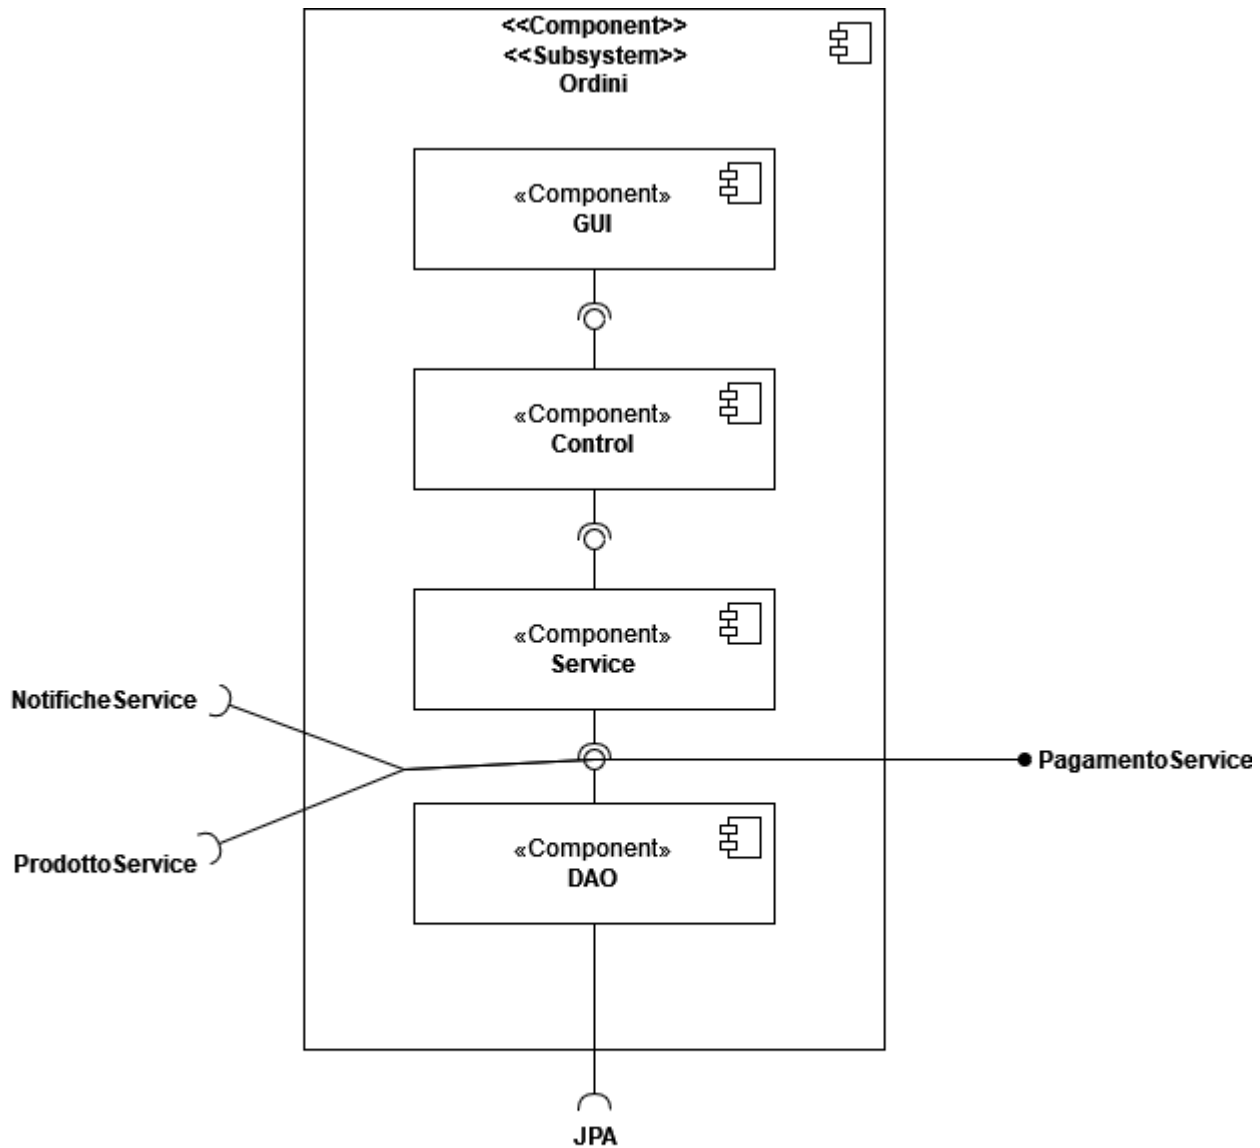 <<Component>>
<<Subsystem>>
Ordini
«Component»
GUI
«Component»
Control
«Component»
Service
NotificheService
PagamentoService
«Component»
DAO
ProdottoService
JPA